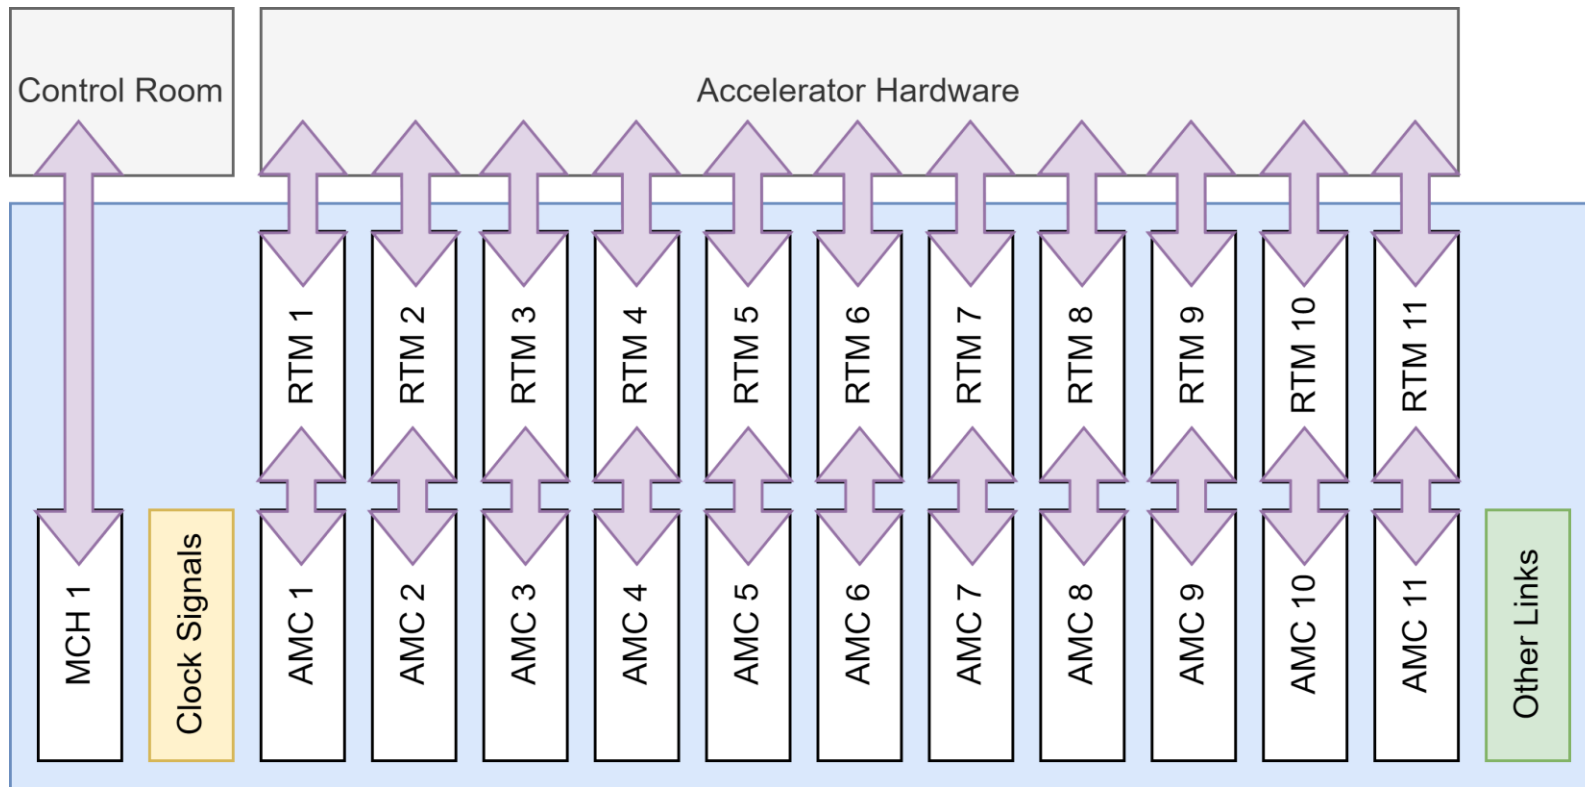 Control Room
Accelerator Hardware
RTM 1
RTM 2
RTM 3
RTM 4
RTM 5
RTM 6
RTM 7
RTM 8
RTM 9
RTM 10
RTM 11
MCH 1
Clock Signals
AMC 1
AMC 2
AMC 3
AMC 4
AMC 5
AMC 6
AMC 7
AMC 8
AMC 9
AMC 10
AMC 11
Other Links